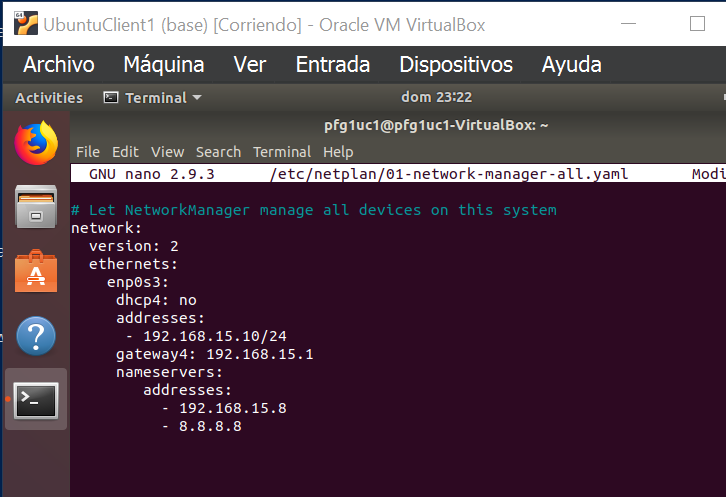 UbuntuClient1 (base) [Corriendo] - Oracle VM VirtualBox
Archivo Máquina Ver Entrada Dispositivos Ayuda
Activities Terminal dom 23:22
pfg1uc1@pfg1uc1-VirtualBox: ~
File Edit View Search Terminal Help
GNU nano 2.9.3 /etc/netplan/01-network-manager-all.yaml Modi
# Let NetworkManager manage all devices on this system
network:
version: 2
ethernets:
enp0s3:
dhcp4: no
addresses:
- 192.168.15.10/24
gateway4: 192.168.15.1
nameservers:
addresses:
- 192.168.15.8
- 8.8.8.8